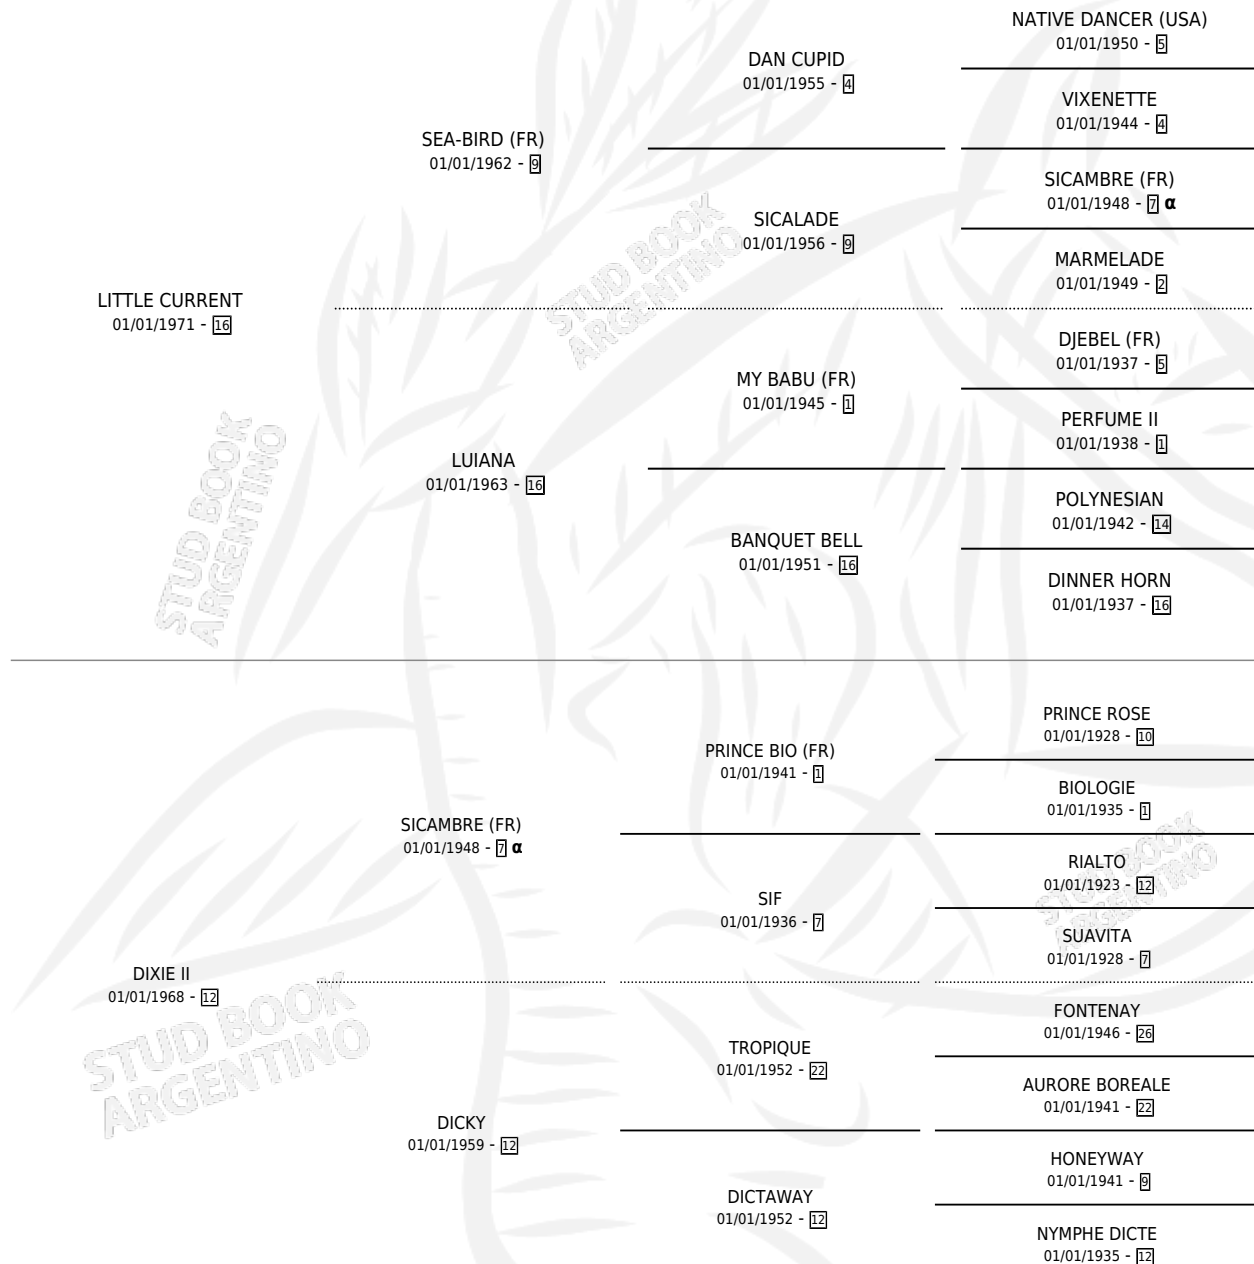 NATIVE DANCER (USA)
01/01/1950 - 5
DAN CUPID
01/01/1955 - 4
VIXENETTE
01/01/1944 - 4
SEA-BIRD (FR)
01/01/1962 - 9
SICAMBRE (FR)
01/01/1948 - 7 α
SICALADE
01/01/1956 - 9
MARMELADE
01/01/1949 - 2
LITTLE CURRENT
01/01/1971 - 16
DJEBEL (FR)
01/01/1937 - 5
MY BABU (FR)
01/01/1945 - 1
PERFUME II
01/01/1938 - 1
LUIANA
01/01/1963 - 16
POLYNESIAN
01/01/1942 - 14
BANQUET BELL
01/01/1951 - 16
DINNER HORN
01/01/1937 - 16
PRINCE ROSE
01/01/1928 - 10
PRINCE BIO (FR)
01/01/1941 - 1
BIOLOGIE
01/01/1935 - 1
SICAMBRE (FR)
01/01/1948 - 7 α
RIALTO
01/01/1923 - 12
SIF
01/01/1936 - 7
SUAVITA
01/01/1928 - 7
DIXIE II
01/01/1968 - 12
FONTENAY
01/01/1946 - 26
TROPIQUE
01/01/1952 - 22
AURORE BOREALE
01/01/1941 - 22
DICKY
01/01/1959 - 12
HONEYWAY
01/01/1941 - 9
DICTAWAY
01/01/1952 - 12
NYMPHE DICTE
01/01/1935 - 12
STUD BOOK
ARGENTINO
STUD BOOK
ARGENTINO
STUD BOOK
ARGENTINO
STUD BOOK
ARGENTINO